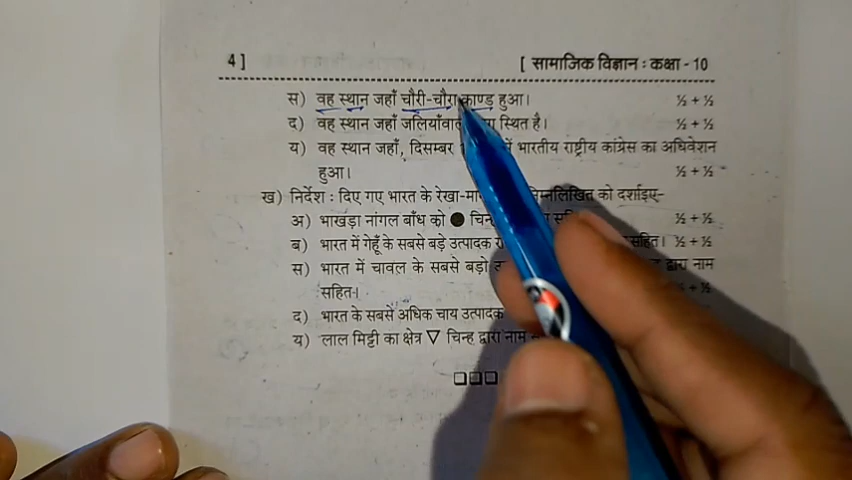 4]
[ सामाजिक विज्ञान : कक्षा - 10
स) वह स्थान जहाँ चौरी-चौरा काण्ड हुआ। ½ + ½
द) वह स्थान जहाँ जलियाँवाला स्थित है। ½ + ½
य) वह स्थान जहाँ, दिसम्बर में भारतीय राष्ट्रीय कांग्रेस का अधिवेशन
हुआ। ½ + ½
ख) निर्देश : दिए गए भारत के रेखा- निम्नलिखित को दर्शाइए-
अ) भाखड़ा नांगल बाँध को ● ½ + ½
ब) भारत में गेहूँ के सबसे बड़े उत्पादक सहित। ½ + ½
स) भारत में चावल के सबसे बड़ो द्वारा नाम
सहित। + ½
द) भारत के सबसे अधिक चाय उत्पादक
य) लाल मिट्टी का क्षेत्र ▽ चिन्ह द्वारा नाम